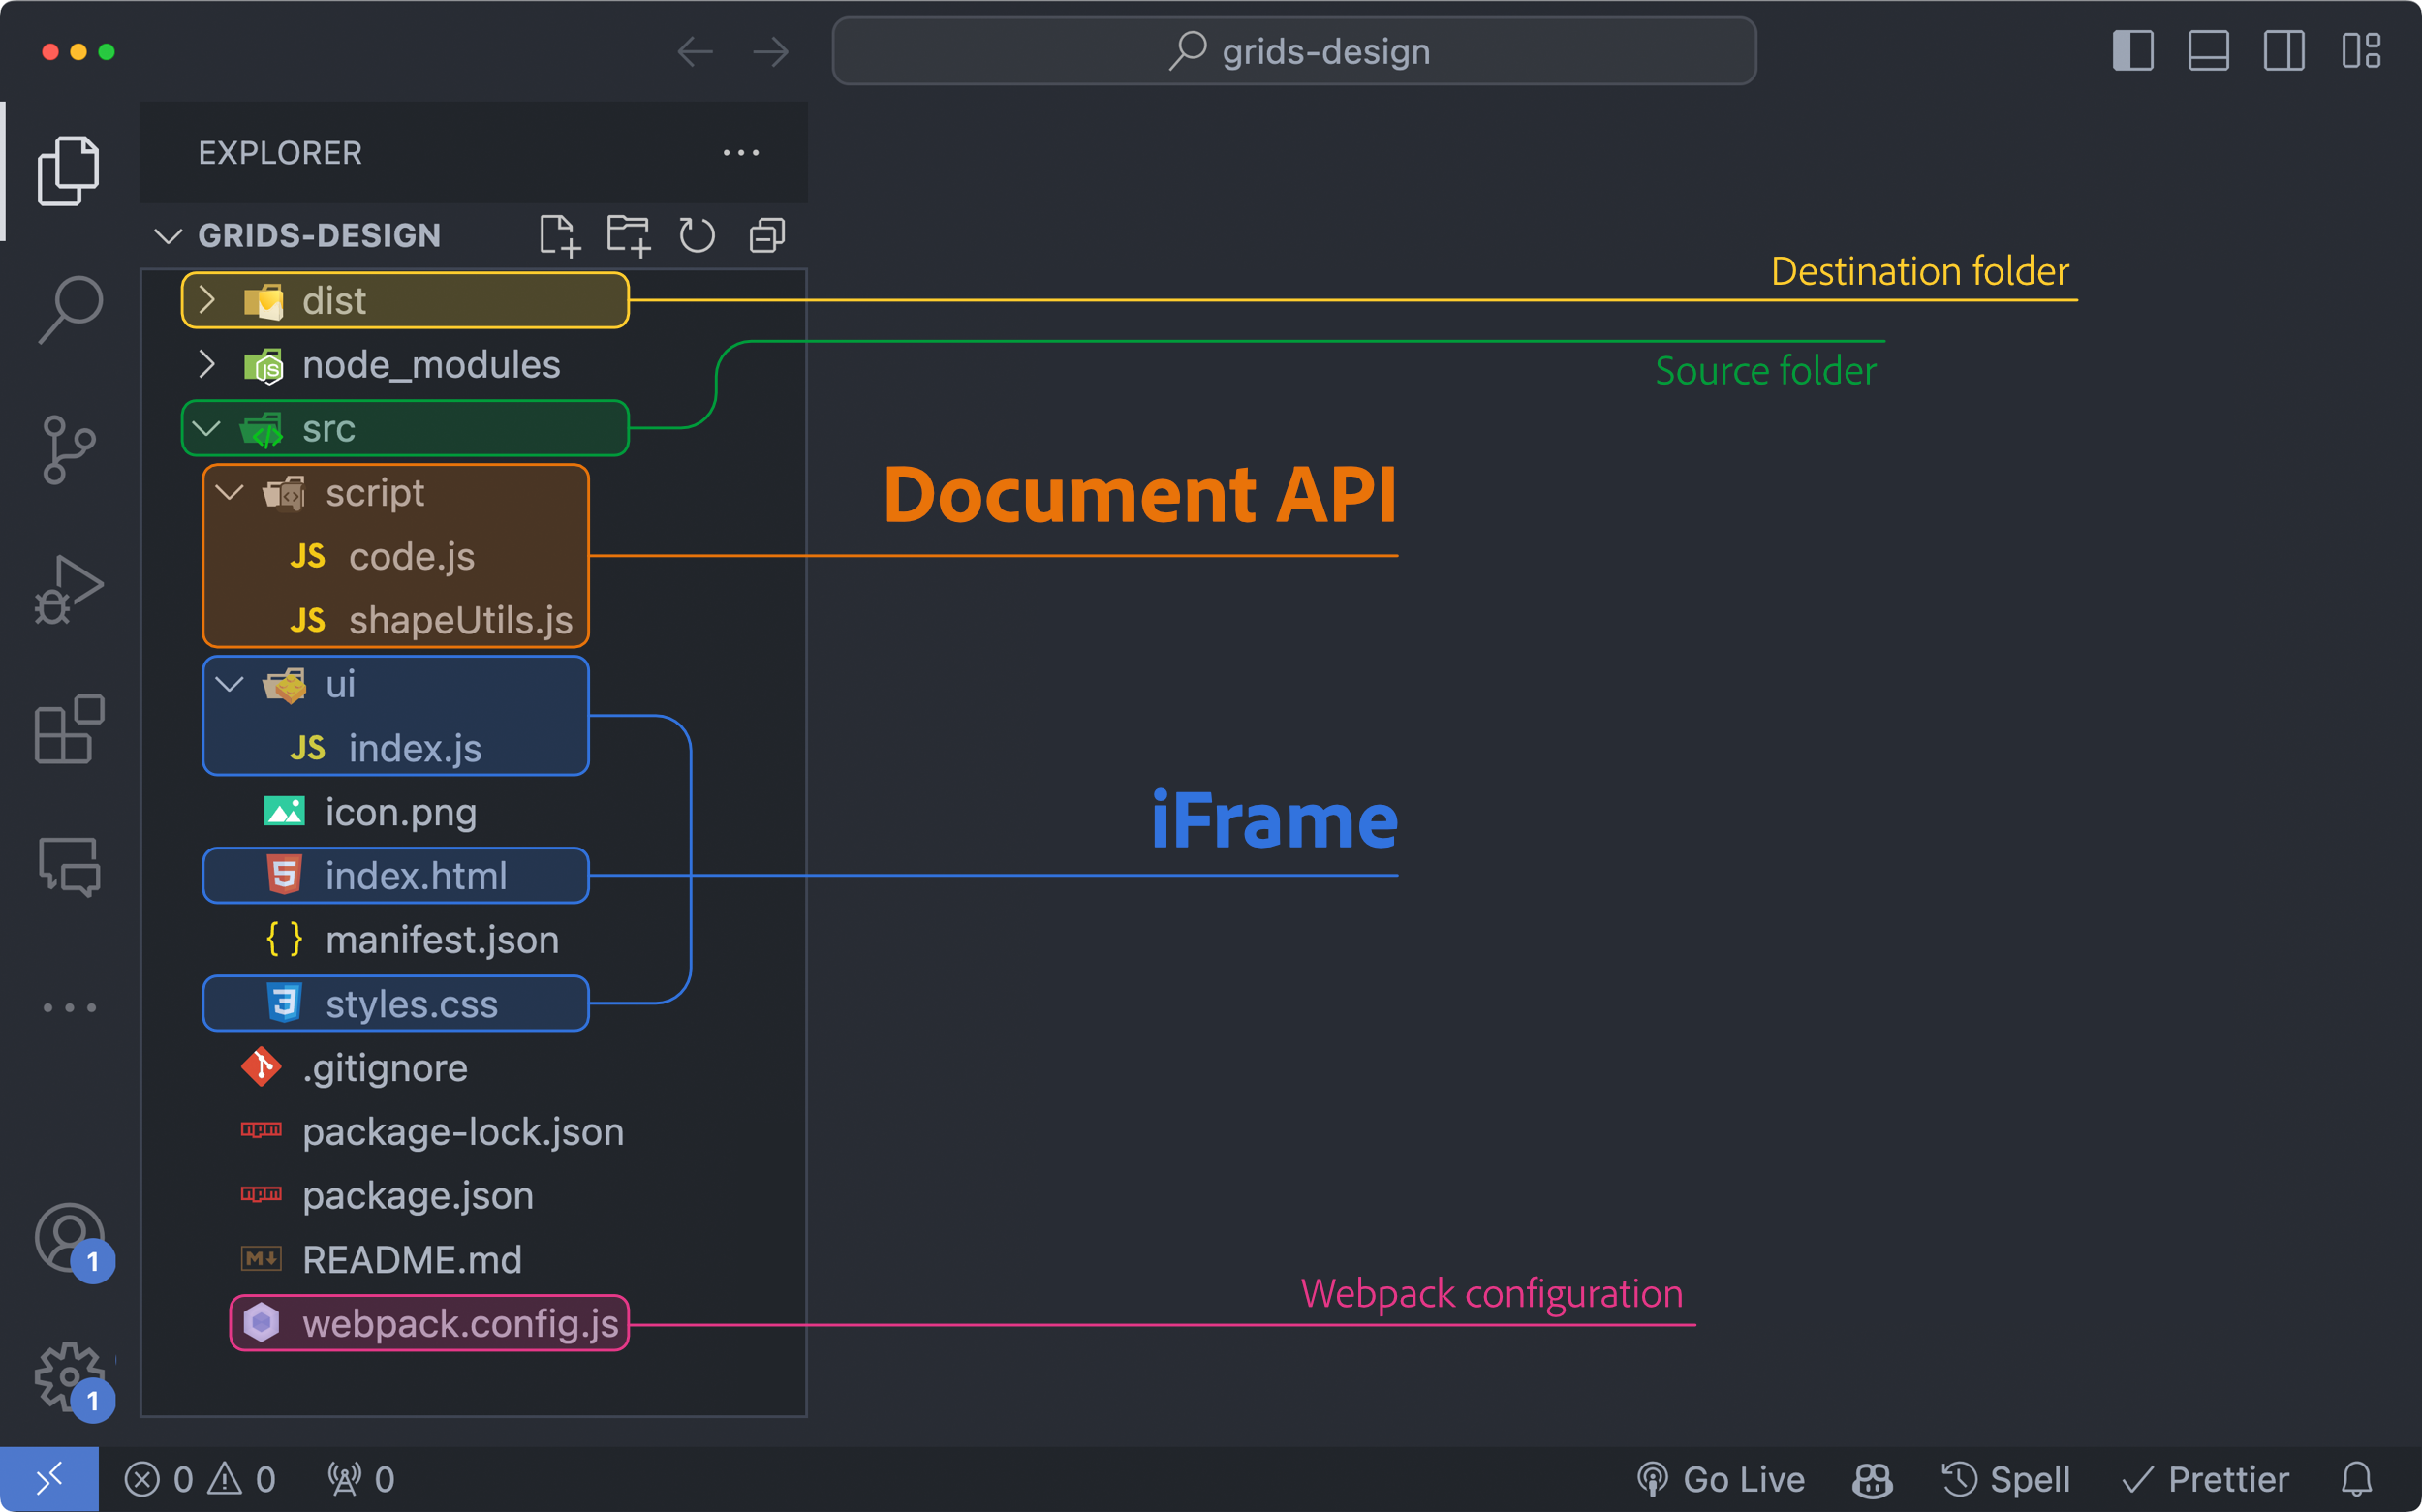 grids-design
EXPLORER
GRIDS-DESIGN
dist
Destination folder
node_modules
Source folder
src
script
Document API
JS code.js
JS shapeUtils.js
ui
JS index.js
icon.png
iFrame
index.html
{ } manifest.json
styles.css
.gitignore
package-lock.json
package.json
1
README.md
Webpack configuration
webpack.config.js
1
0 0 0 Go Live Spell Prettier